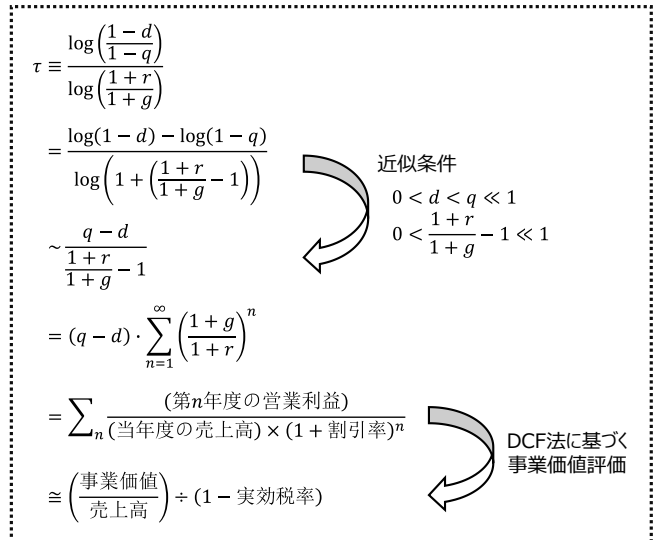 τ ≡ log((1 − d)/(1 − q)) / log((1 + r)/(1 + g))
= (log(1 − d) − log(1 − q)) / log(1 + ((1 + r)/(1 + g) − 1))
近似条件
0 < d < q ≪ 1
0 < (1 + r)/(1 + g) − 1 ≪ 1
~ (q − d) / ((1 + r)/(1 + g) − 1)
= (q − d) · ∑_{n=1}^{∞} ((1 + g)/(1 + r))^n
= ∑_n (第n年度の営業利益) / (当年度の売上高) × (1 + 割引率)^n
DCF法に基づく
事業価値評価
≅ (事業価値/売上高) ÷ (1 − 実効税率)